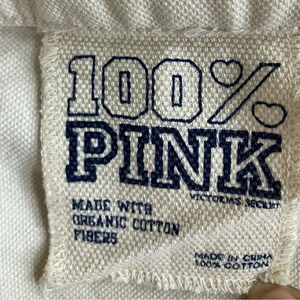 100%
PINK
VICTORIA'S SECRET
MADE WITH
ORGANIC COTTON
FIBERS
MADE IN CHINA
100% COTTON